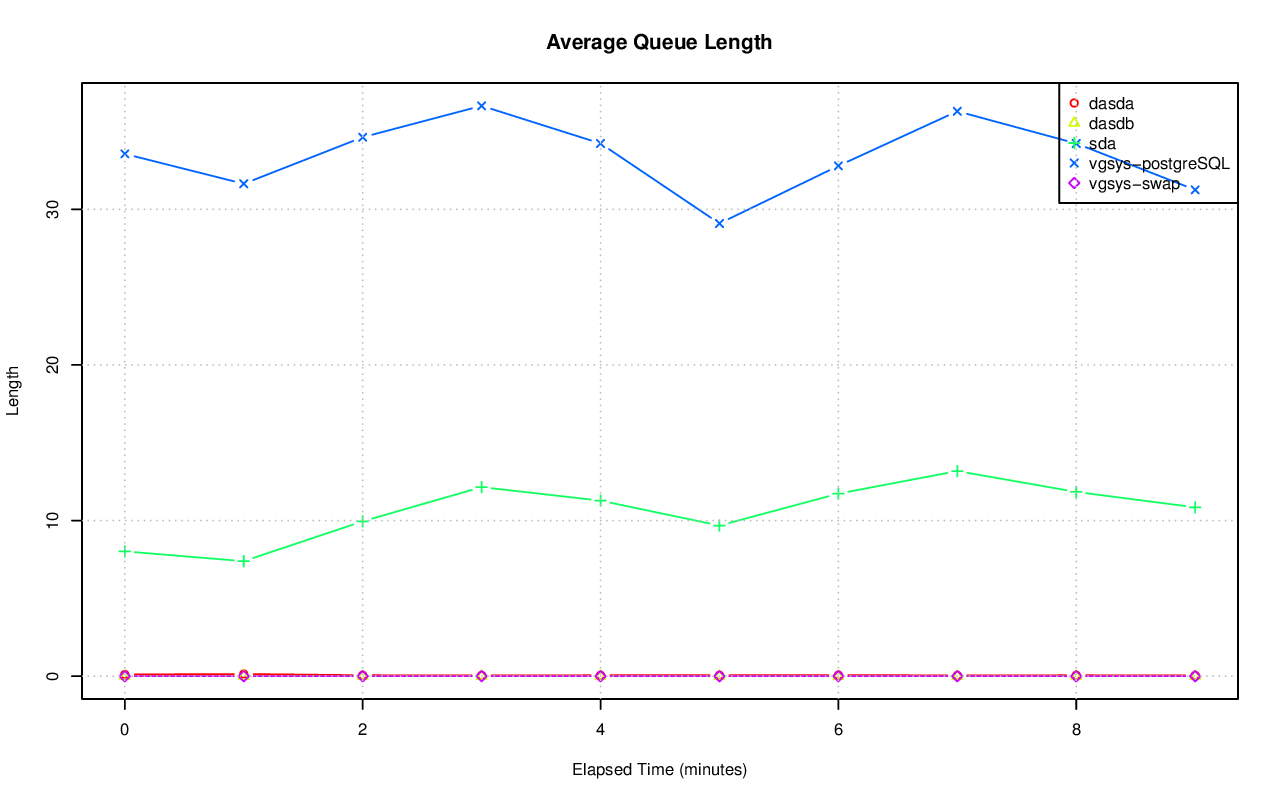 Average Queue Length
dasda
dasdb
sda
vgsys−postgreSQL
vgsys−swap
30
20
10
0
Length
0 2 4 6 8
Elapsed Time (minutes)